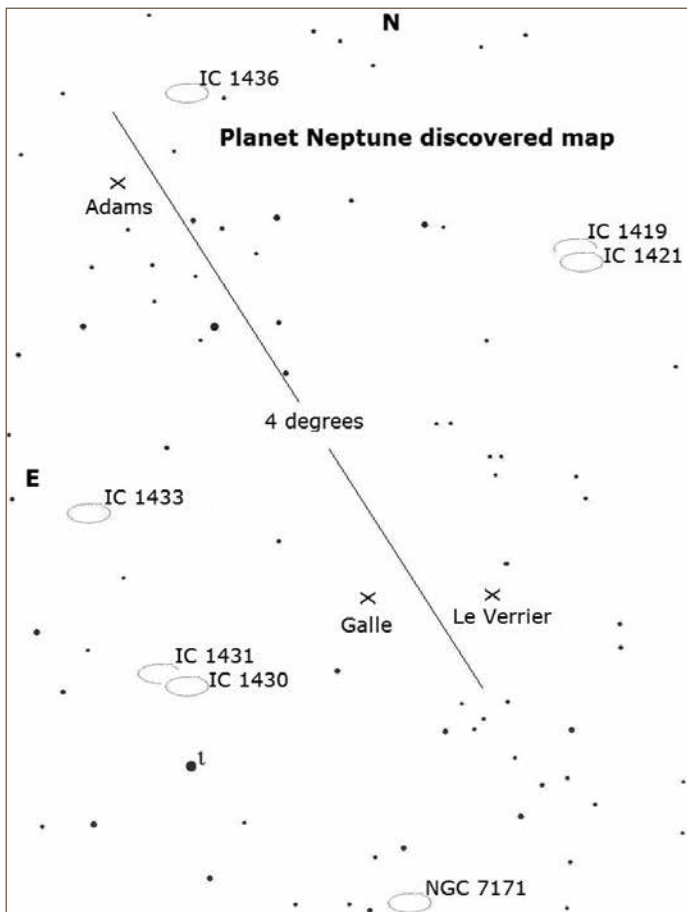 N
IC 1436
Planet Neptune discovered map
X
Adams
IC 1419
IC 1421
4 degrees
E
IC 1433
X
Galle
X
Le Verrier
IC 1431
IC 1430
ι
NGC 7171